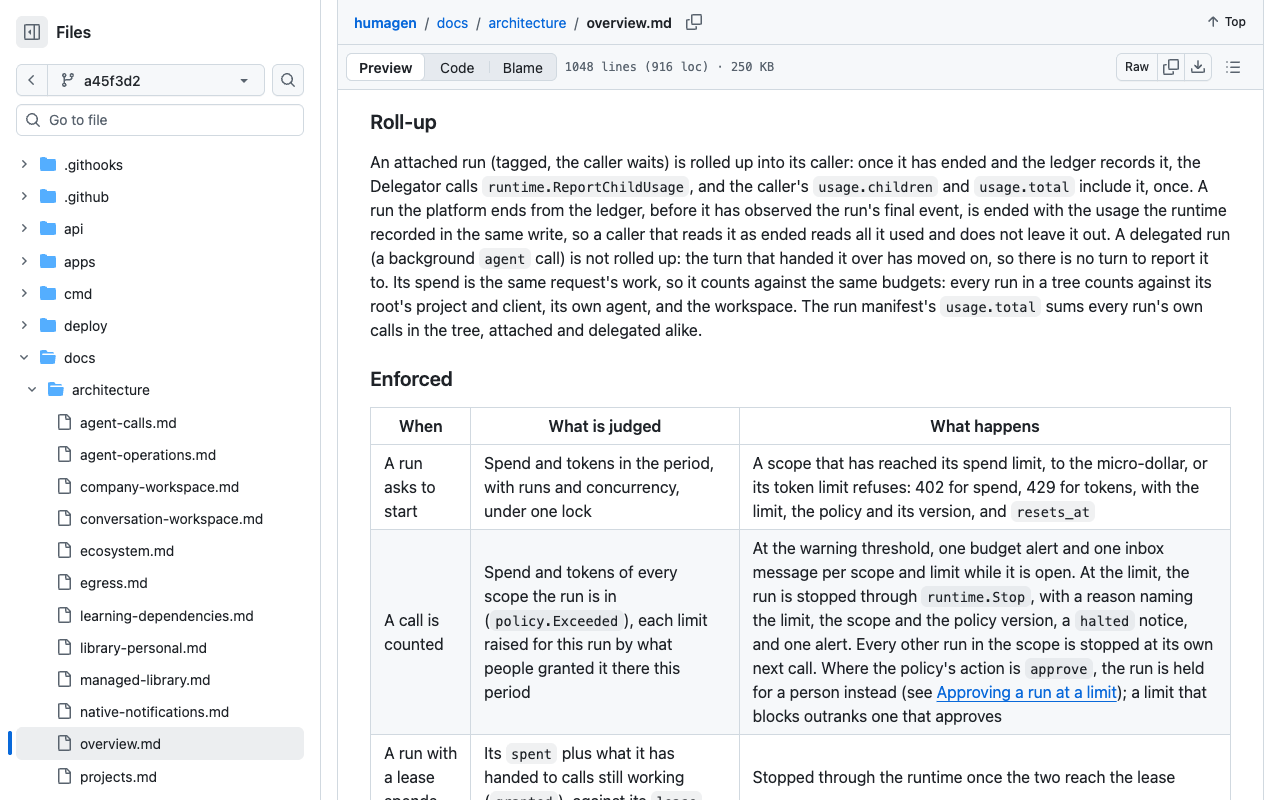 Files
humagen / docs / architecture / overview.md
Top
a45f3d2
Preview Code Blame 1048 lines (916 loc) · 250 KB
Raw
Go to file
.githooks
.github
api
apps
cmd
deploy
docs
architecture
agent-calls.md
agent-operations.md
company-workspace.md
conversation-workspace.md
ecosystem.md
egress.md
learning-dependencies.md
library-personal.md
managed-library.md
native-notifications.md
overview.md
projects.md
Roll-up
An attached run (tagged, the caller waits) is rolled up into its caller: once it has ended and the ledger records it, the
Delegator calls runtime.ReportChildUsage, and the caller's usage.children and usage.total include it, once. A
run the platform ends from the ledger, before it has observed the run's final event, is ended with the usage the runtime
recorded in the same write, so a caller that reads it as ended reads all it used and does not leave it out. A delegated run
(a background agent call) is not rolled up: the turn that handed it over has moved on, so there is no turn to report it
to. Its spend is the same request's work, so it counts against the same budgets: every run in a tree counts against its
root's project and client, its own agent, and the workspace. The run manifest's usage.total sums every run's own
calls in the tree, attached and delegated alike.
Enforced
When What is judged What happens
A run
asks to
start
Spend and tokens in the period,
with runs and concurrency,
under one lock
A scope that has reached its spend limit, to the micro-dollar, or
its token limit refuses: 402 for spend, 429 for tokens, with the
limit, the policy and its version, and resets_at
A call is
counted
Spend and tokens of every
scope the run is in
(policy.Exceeded), each limit
raised for this run by what
people granted it there this
period
At the warning threshold, one budget alert and one inbox
message per scope and limit while it is open. At the limit, the
run is stopped through runtime.Stop, with a reason naming
the limit, the scope and the policy version, a halted notice,
and one alert. Every other run in the scope is stopped at its own
next call. Where the policy's action is approve, the run is held
for a person instead (see Approving a run at a limit); a limit that
blocks outranks one that approves
A run with
a lease
spends
Its spent plus what it has
handed to calls still working
(granted), against its lease
Stopped through the runtime once the two reach the lease